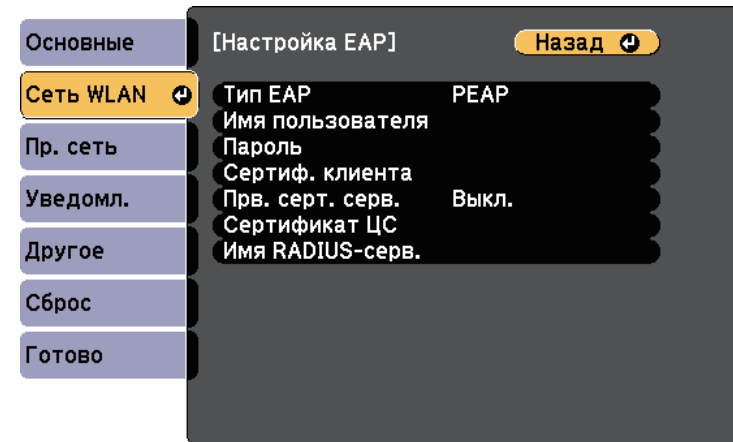 Основные
Сеть WLAN
Пр. сеть
Уведомл.
Другое
Сброс
Готово
[Настройка EAP]
Назад
Тип EAP PEAP
Имя пользователя
Пароль
Сертиф. клиента
Прв. серт. серв. Выкл.
Сертификат ЦС
Имя RADIUS-серв.